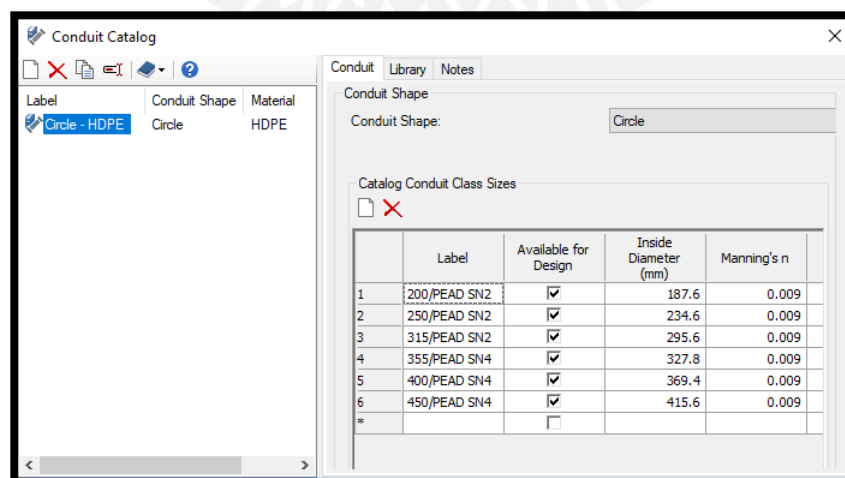 Conduit Catalog
Conduit Library Notes
Label Conduit Shape Material
Circle - HDPE Circle HDPE
Conduit Shape
Conduit Shape: Circle
Catalog Conduit Class Sizes
Label Available for Design Inside Diameter (mm) Manning's n
1 200/PEAD SN2 187.6 0.009
2 250/PEAD SN2 234.6 0.009
3 315/PEAD SN2 295.6 0.009
4 355/PEAD SN4 327.8 0.009
5 400/PEAD SN4 369.4 0.009
6 450/PEAD SN4 415.6 0.009
*